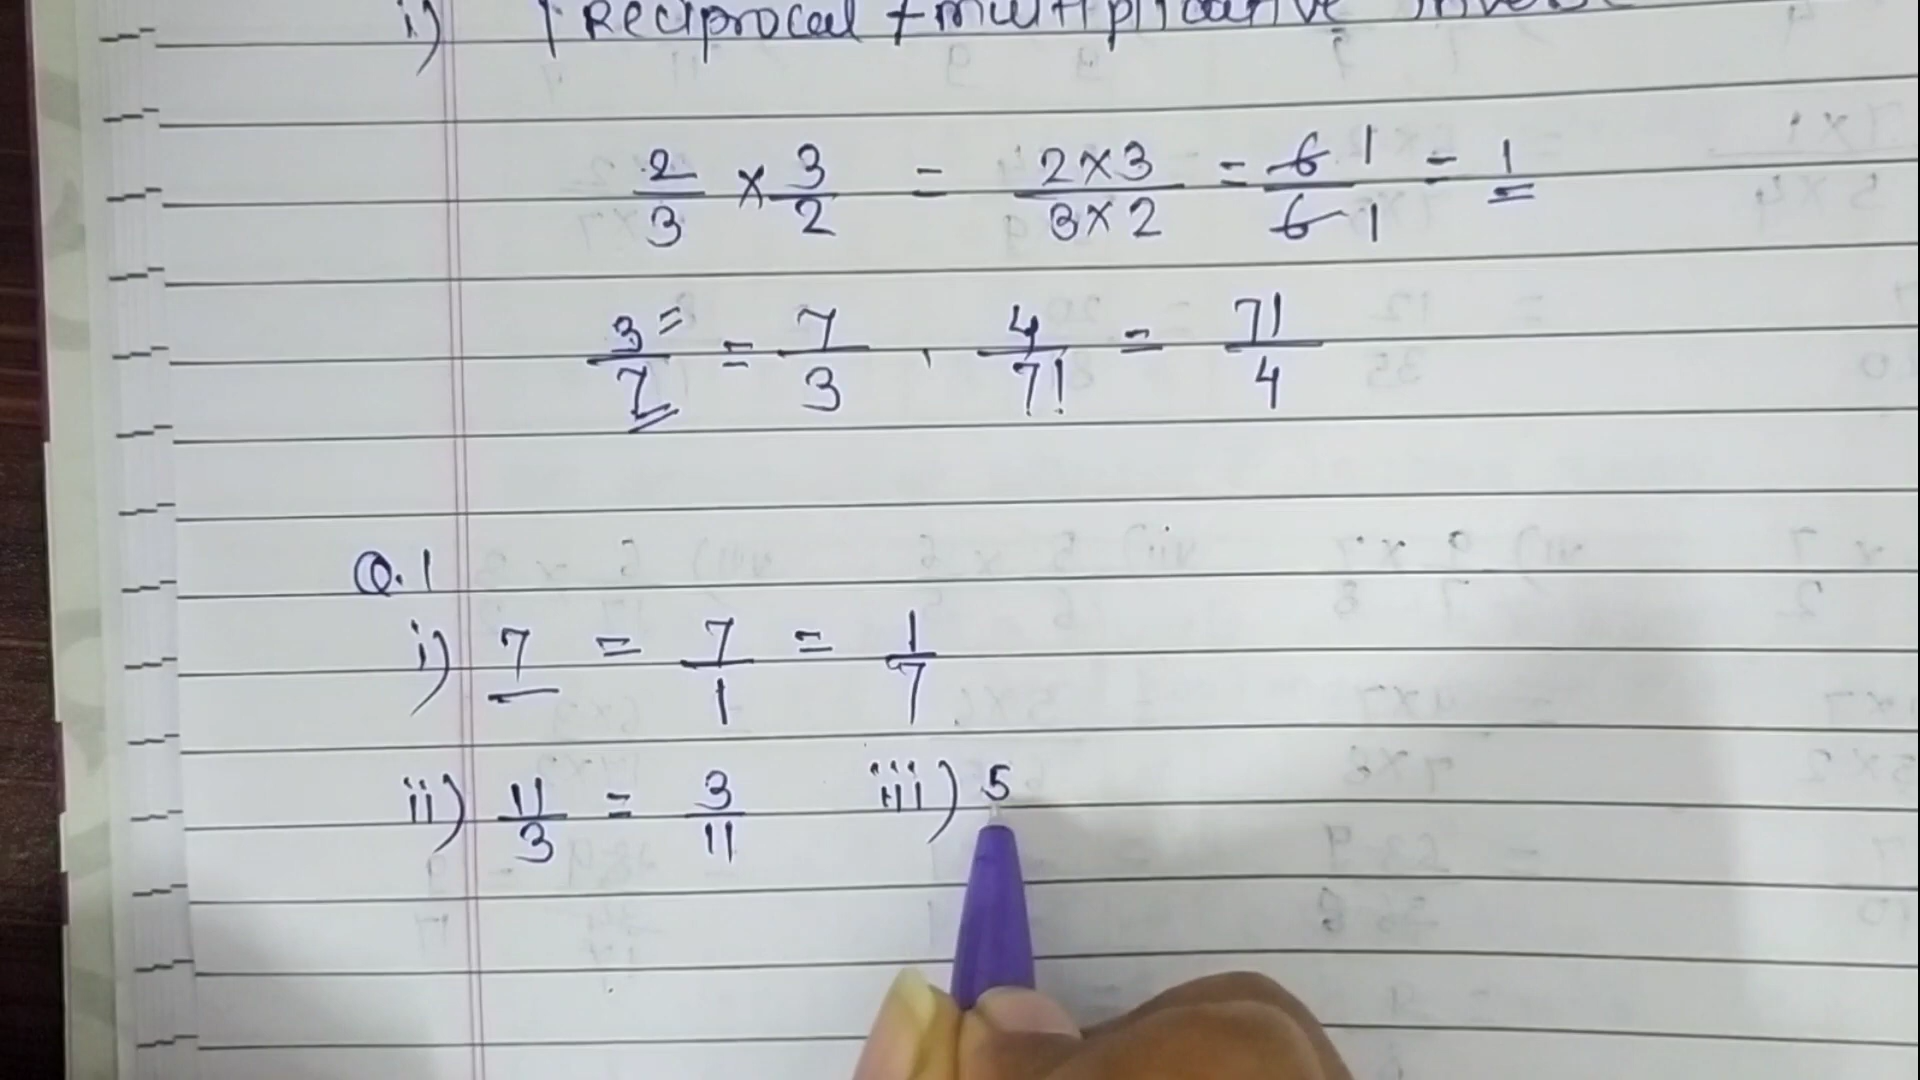 i) Reciprocal / multiplicative inverse
2/3 × 3/2 = 2×3/3×2 = 6 1/6 1 = 1
3=/7 = 7/3 , 4/71 = 71/4
Q.1
i) 7 = 7/1 = 1/7
ii) 11/3 = 3/11 iii) 5